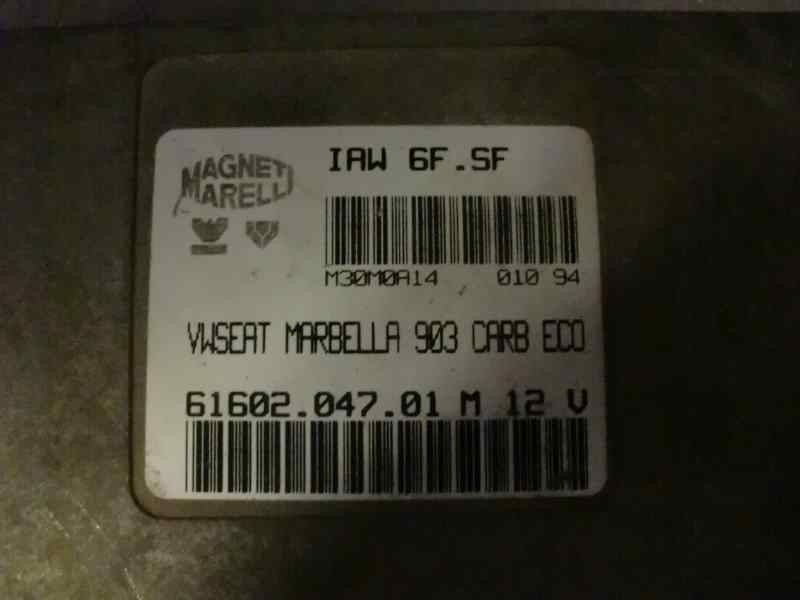 MAGNETI
MARELLI
IAW 6F.SF
M30M0A14 010 94
VWSEAT MARBELLA 903 CARB ECO
61602.047.01 M 12 V